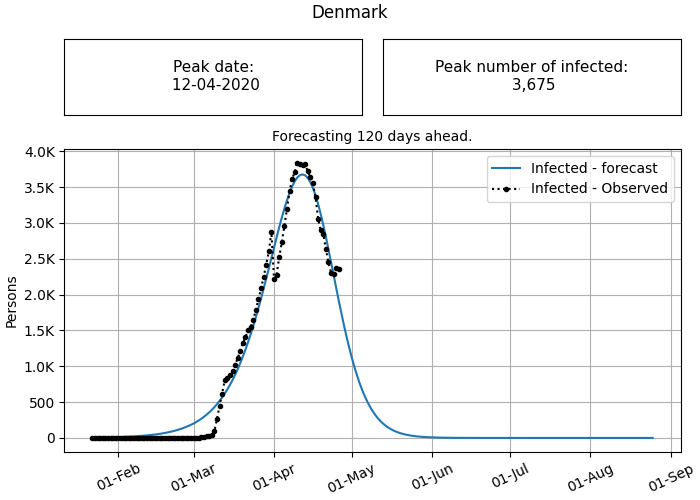 Denmark
Peak date:
12-04-2020
Peak number of infected:
3,675
Forecasting 120 days ahead.
4.0K
3.5K
3.0K
2.5K
2.0K
1.5K
1.0K
500
0
Persons
Infected - forecast
Infected - Observed
01-Feb
01-Mar
01-Apr
01-May
01-Jun
01-Jul
01-Aug
01-Sep